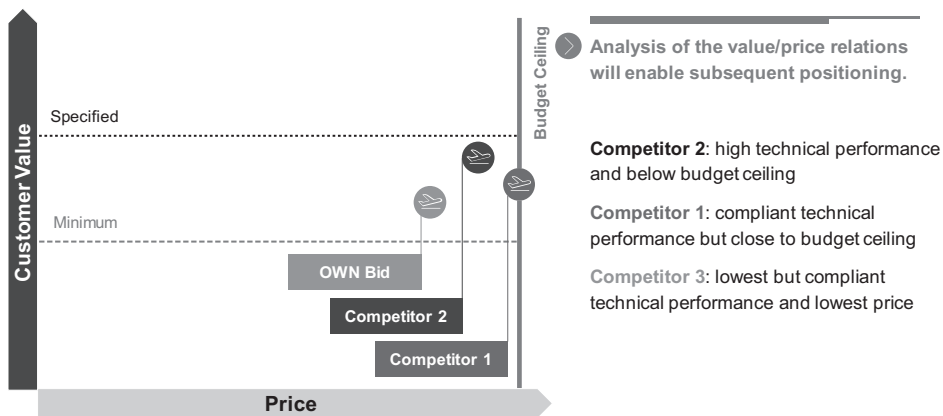 Customer Value
Specified
Minimum
OWN Bid
Competitor 2
Competitor 1
Price
Budget Ceiling
Analysis of the value/price relations
will enable subsequent positioning.
Competitor 2: high technical performance
and below budget ceiling
Competitor 1: compliant technical
performance but close to budget ceiling
Competitor 3: lowest but compliant
technical performance and lowest price